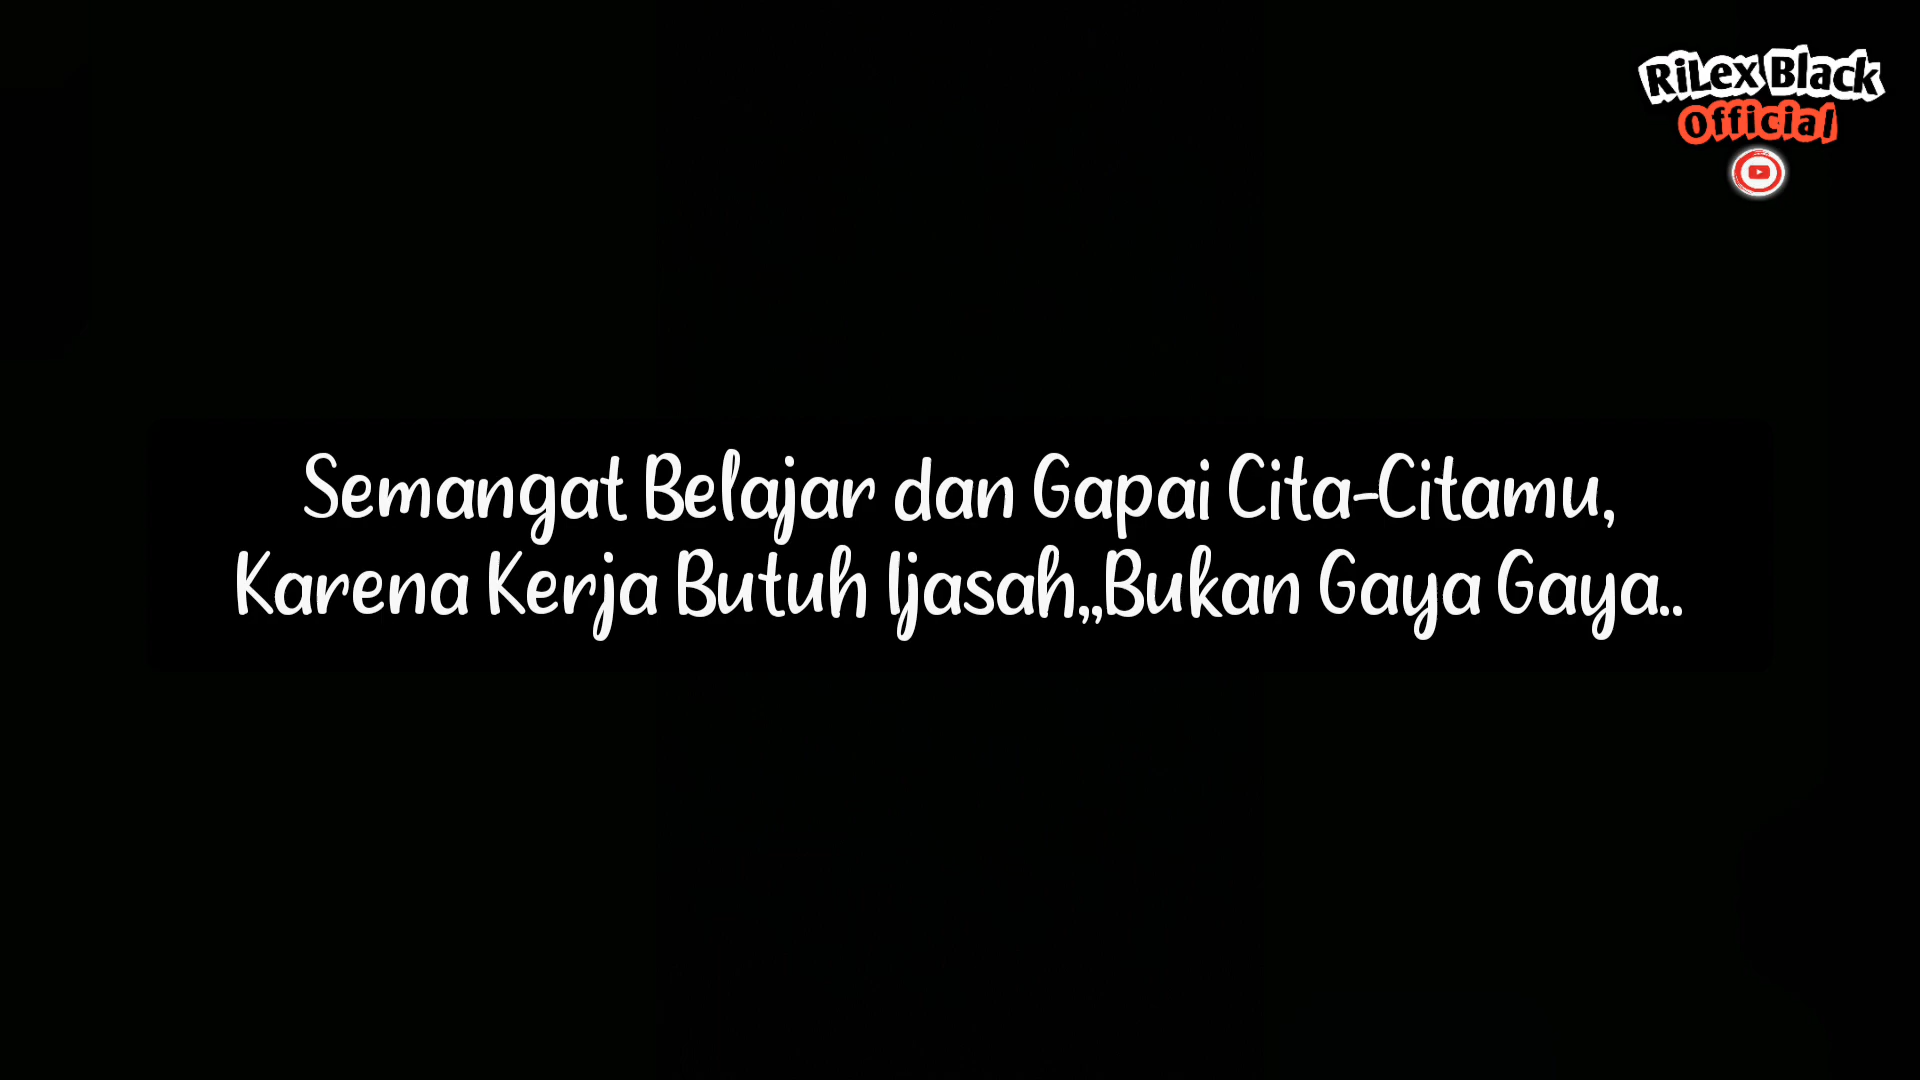 RiLex Black
Official
Semangat Belajar dan Gapai Cita-Citamu,
Karena Kerja Butuh Ijasah,,Bukan Gaya Gaya..